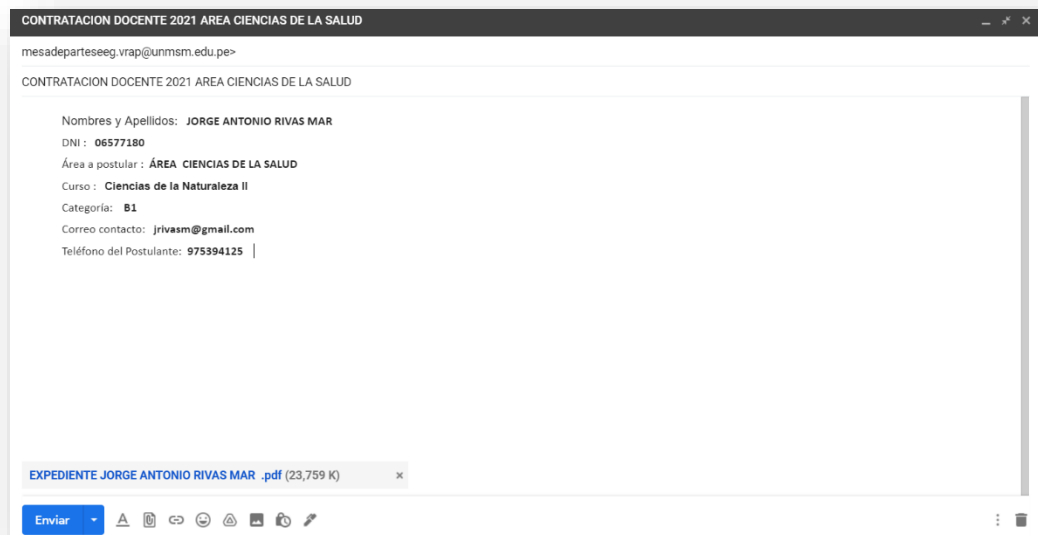 CONTRATACION DOCENTE 2021 AREA CIENCIAS DE LA SALUD
mesadeparteseeg.vrap@unmsm.edu.pe>
CONTRATACION DOCENTE 2021 AREA CIENCIAS DE LA SALUD
Nombres y Apellidos: JORGE ANTONIO RIVAS MAR
DNI : 06577180
Área a postular : ÁREA CIENCIAS DE LA SALUD
Curso : Ciencias de la Naturaleza II
Categoría: B1
Correo contacto: jrivasm@gmail.com
Teléfono del Postulante: 975394125
EXPEDIENTE JORGE ANTONIO RIVAS MAR .pdf (23,759 K)
Enviar